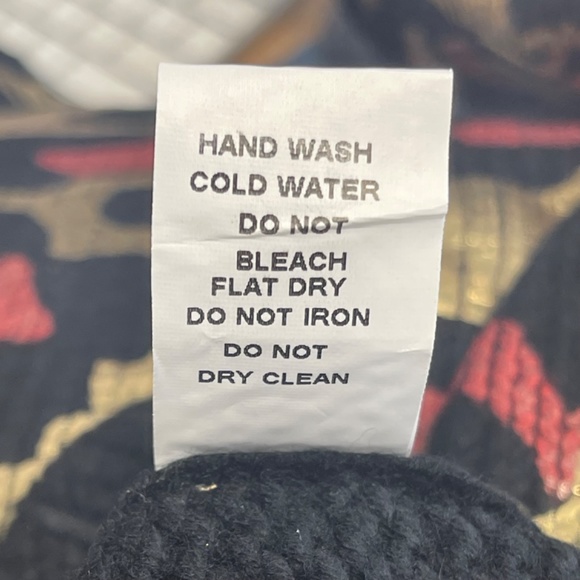 HAND WASH
COLD WATER
DO NOT
BLEACH
FLAT DRY
DO NOT IRON
DO NOT
DRY CLEAN